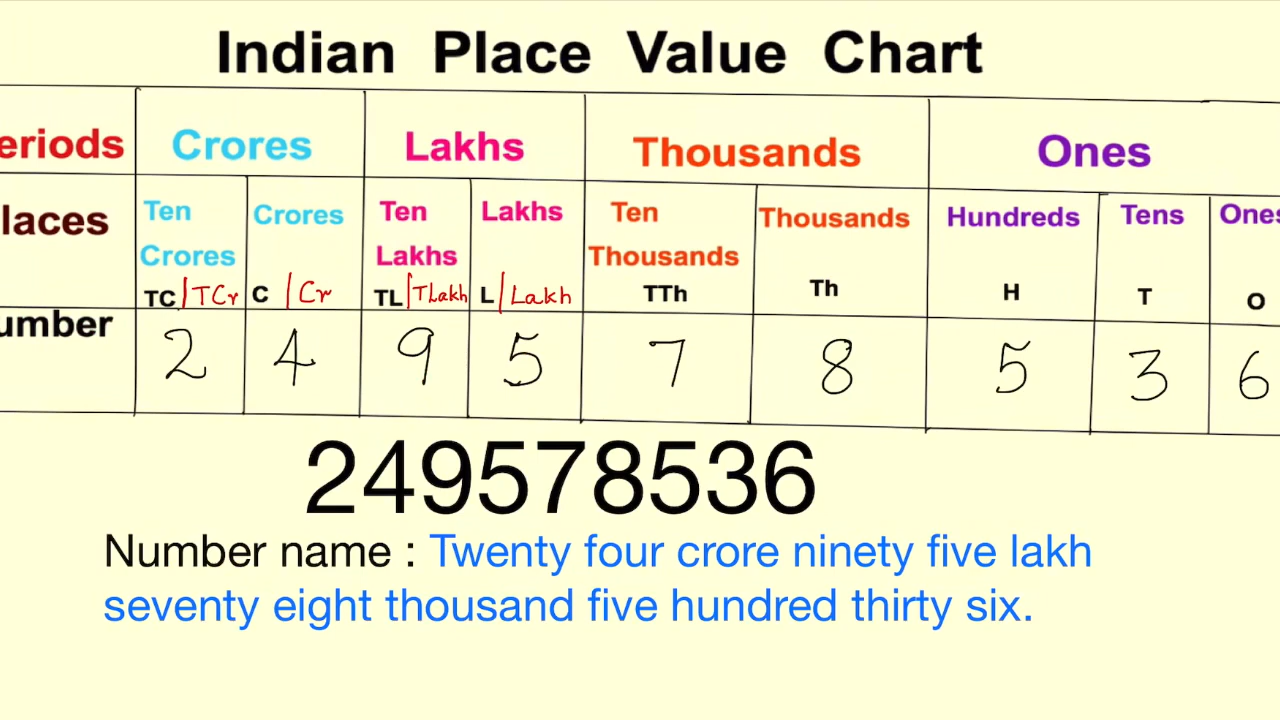 Indian Place Value Chart
eriods Crores Lakhs Thousands Ones
laces Ten Crores Crores Ten Lakhs Lakhs Ten Thousands Thousands Hundreds Tens Ones
TC/TCr C/Cr TL/TLakh L/Lakh TTh Th H T O
umber 2 4 9 5 7 8 5 3 6
249578536
Number name : Twenty four crore ninety five lakh
seventy eight thousand five hundred thirty six.